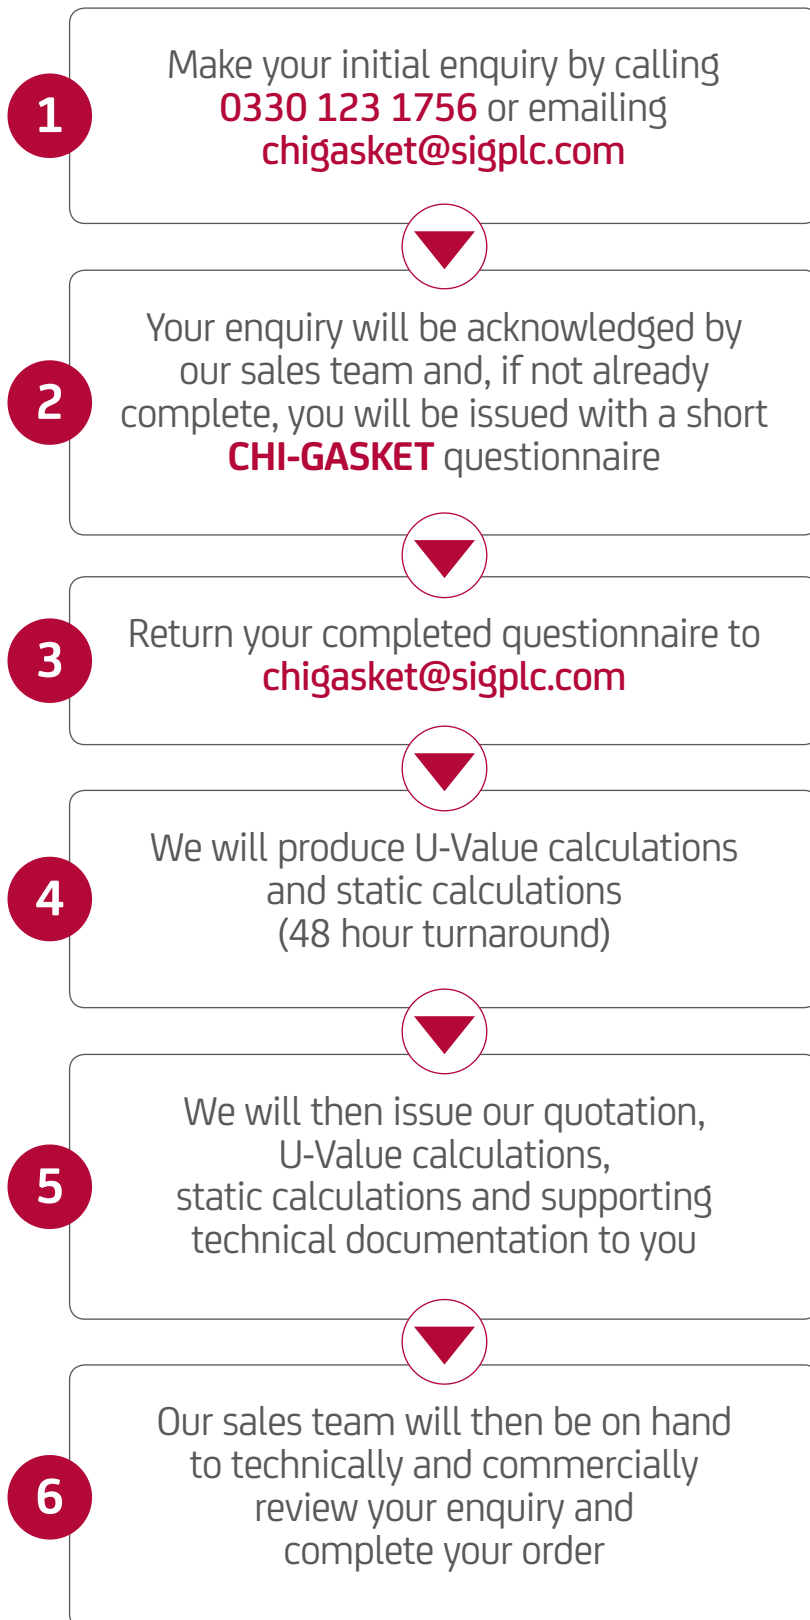 1
Make your initial enquiry by calling
0330 123 1756 or emailing
chigasket@sigplc.com
2
Your enquiry will be acknowledged by
our sales team and, if not already
complete, you will be issued with a short
CHI-GASKET questionnaire
3
Return your completed questionnaire to
chigasket@sigplc.com
4
We will produce U-Value calculations
and static calculations
(48 hour turnaround)
5
We will then issue our quotation,
U-Value calculations,
static calculations and supporting
technical documentation to you
6
Our sales team will then be on hand
to technically and commercially
review your enquiry and
complete your order